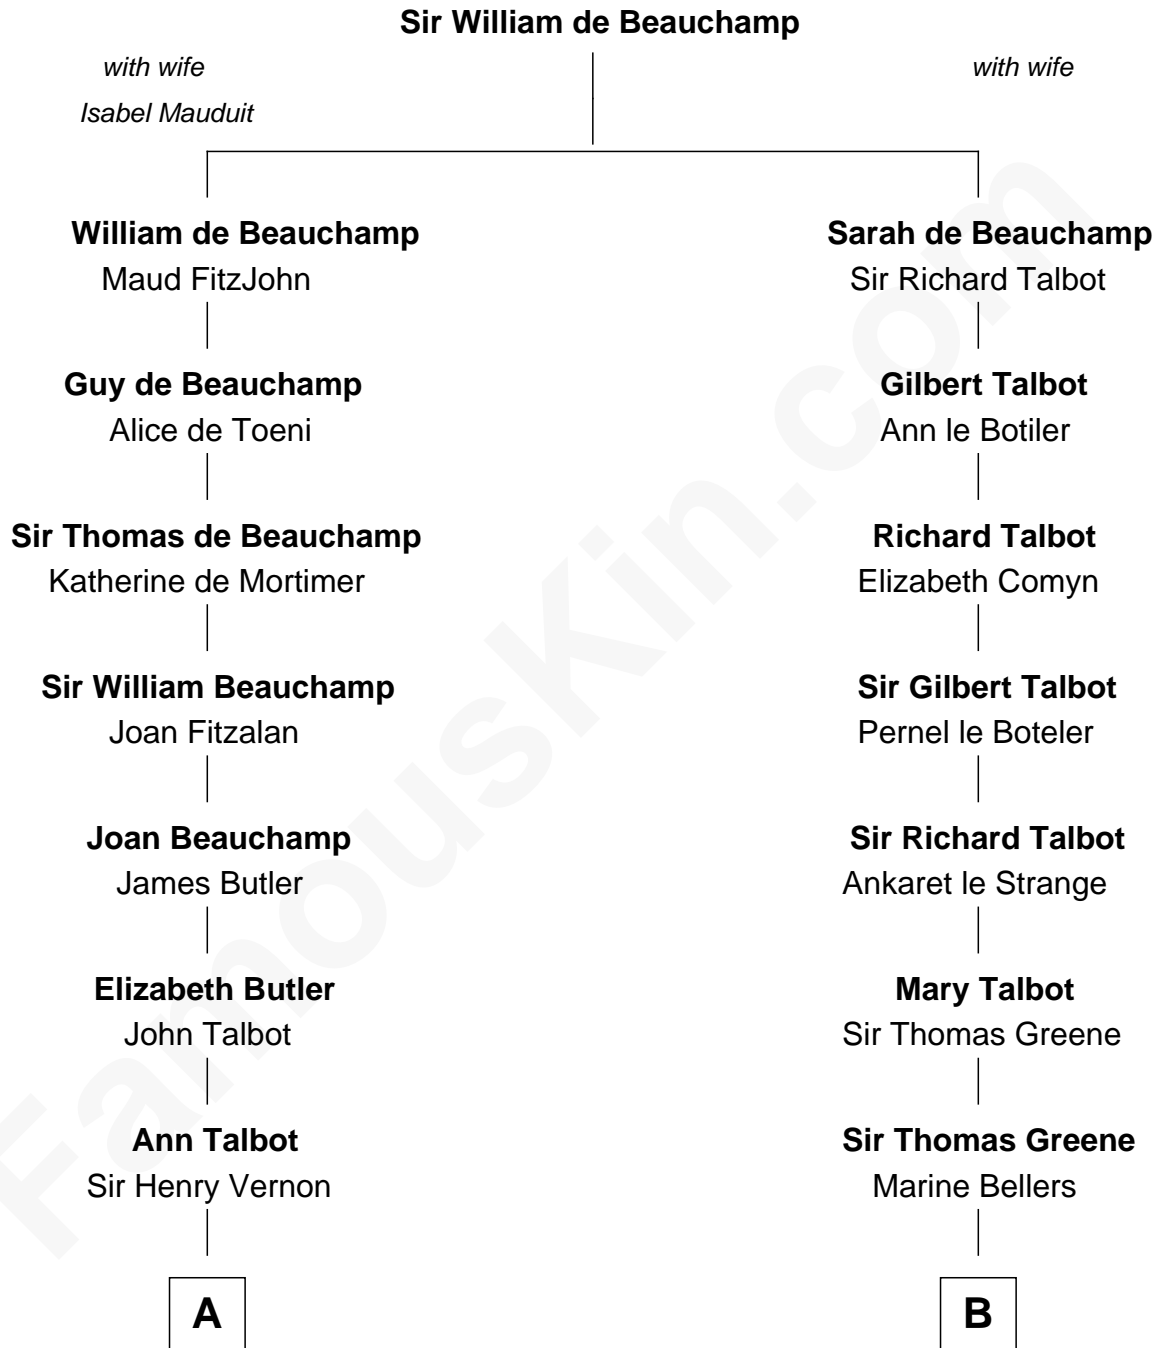 Sir William de Beauchamp
with wife
with wife
Isabel Mauduit
William de Beauchamp
Sarah de Beauchamp
Maud FitzJohn
Sir Richard Talbot
Guy de Beauchamp
Gilbert Talbot
Alice de Toeni
Ann le Botiler
Sir Thomas de Beauchamp
Richard Talbot
Katherine de Mortimer
Elizabeth Comyn
Sir William Beauchamp
Sir Gilbert Talbot
Joan Fitzalan
Pernel le Boteler
Joan Beauchamp
Sir Richard Talbot
James Butler
Ankaret le Strange
Elizabeth Butler
Mary Talbot
John Talbot
Sir Thomas Greene
Ann Talbot
Sir Thomas Greene
Sir Henry Vernon
Marine Bellers
A
B
FamousKin.com